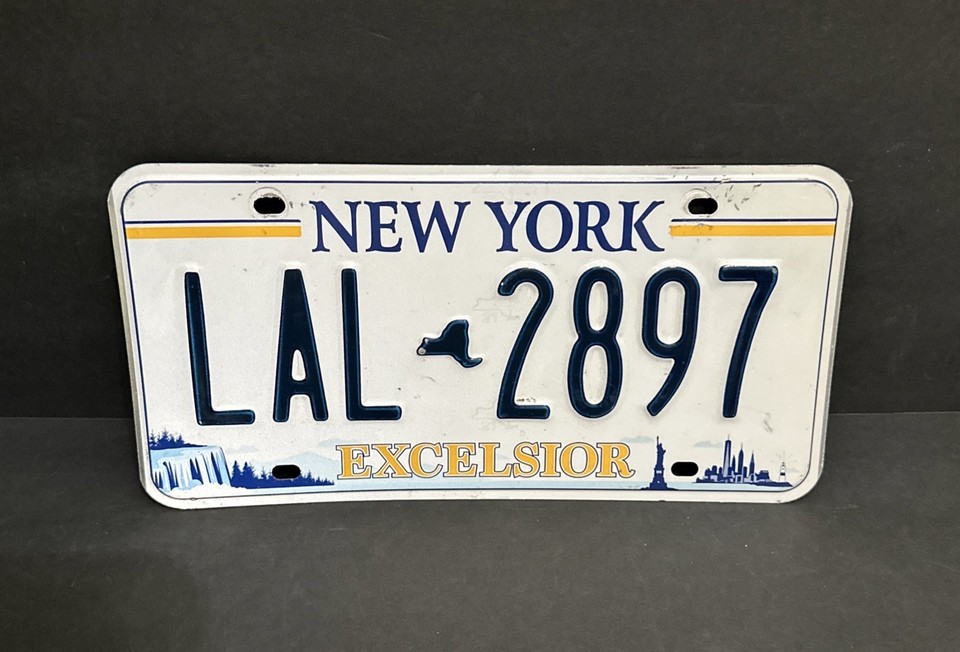 NEW YORK
LAL 2897
EXCELSIOR